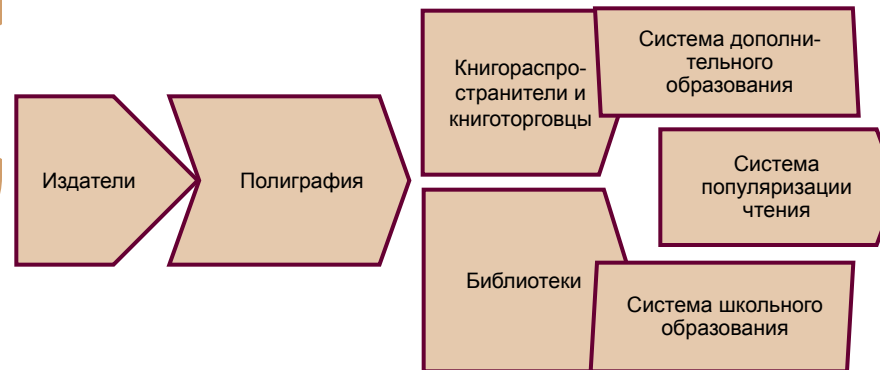 Издатели
Полиграфия
Книгораспро-
странители и
книготорговцы
Библиотеки
Система дополни-
тельного
образования
Система
популяризации
чтения
Система школьного
образования